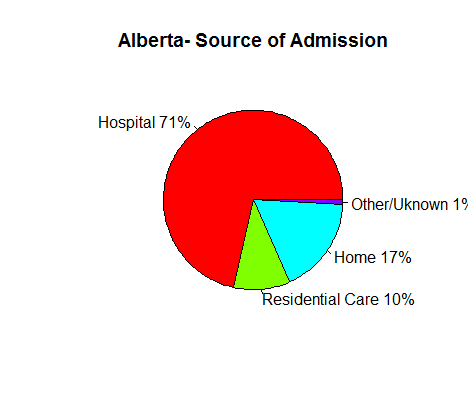 Alberta- Source of Admission
Hospital 71%
Other/Uknown 1%
Home 17%
Residential Care 10%